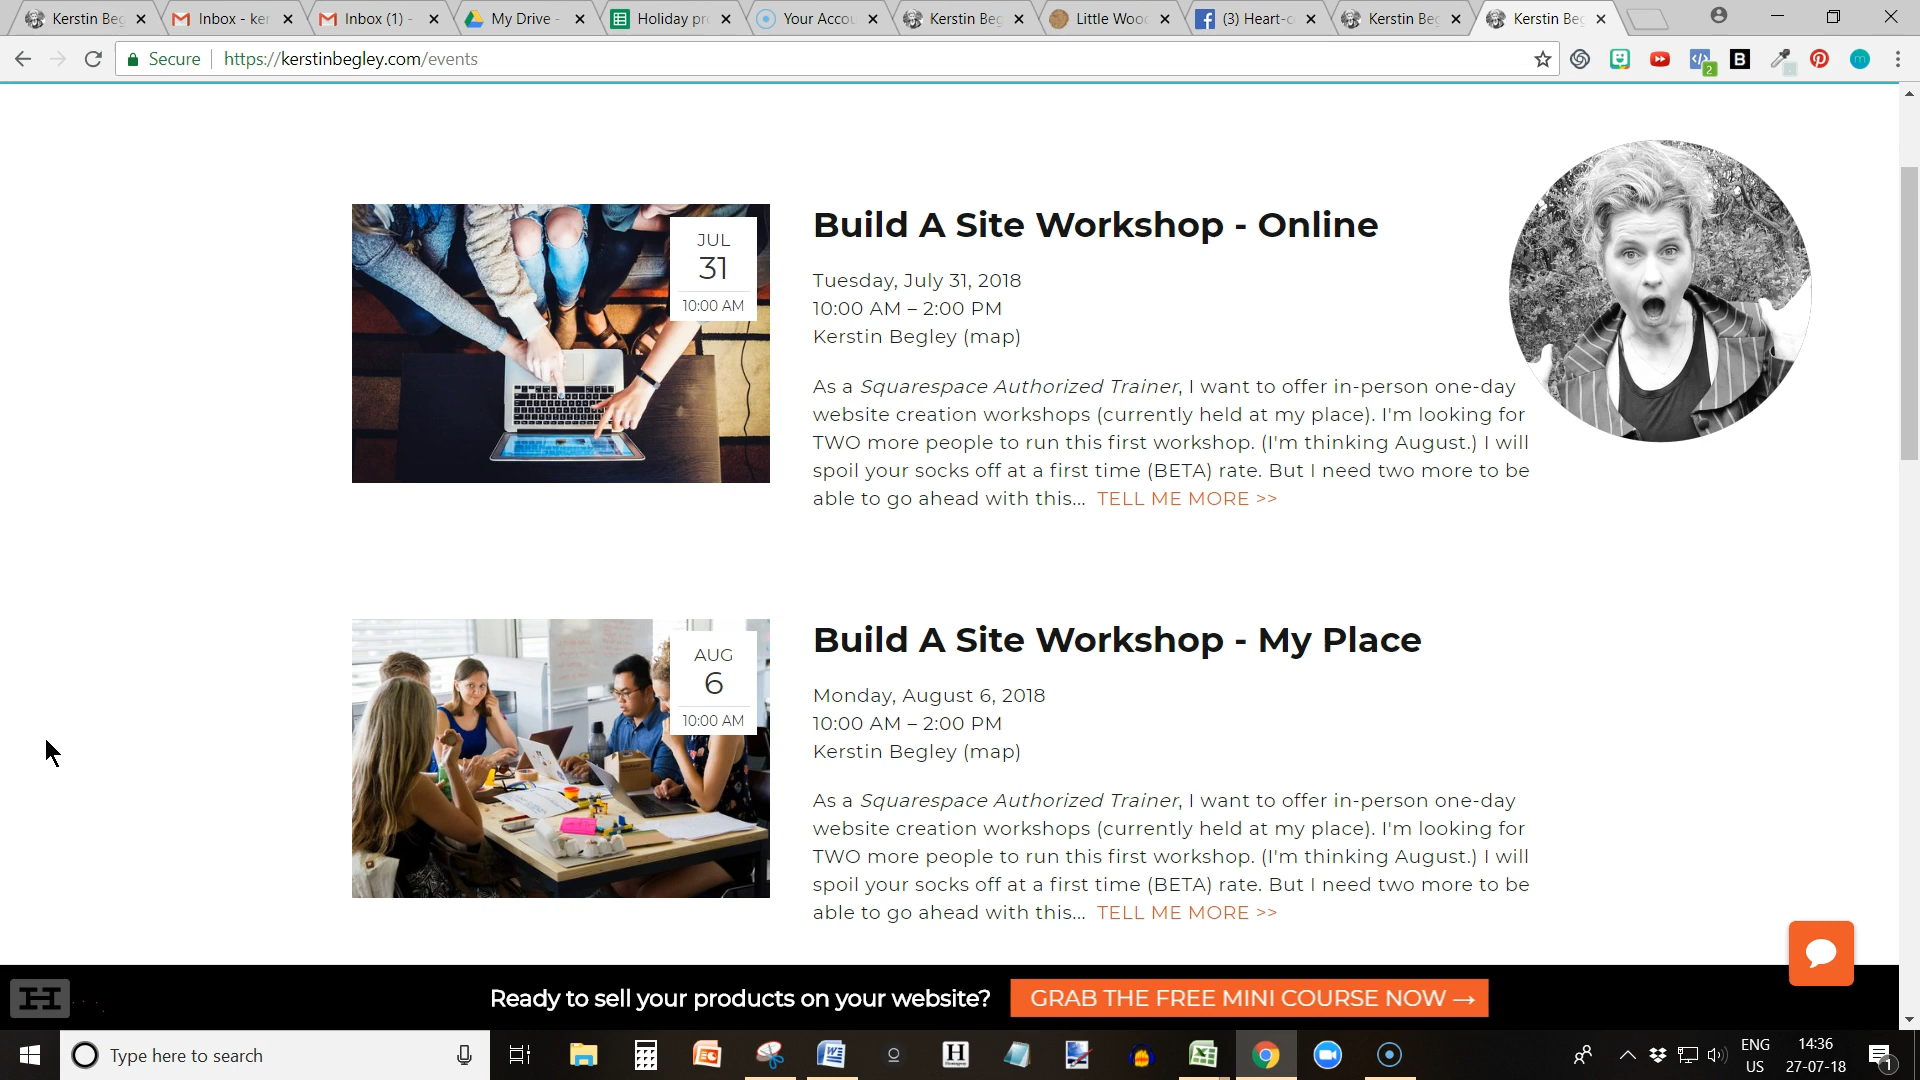 Kerstin Beg
Inbox - ker
Inbox (1) -
My Drive -
Holiday pr
Your Accou
Kerstin Beg
Little Wood
(3) Heart-c
Kerstin Beg
Kerstin Beg
Secure
https://kerstinbegley.com/events
2
B
m
JUL
31
10:00 AM
Build A Site Workshop - Online
Tuesday, July 31, 2018
10:00 AM – 2:00 PM
Kerstin Begley (map)
As a Squarespace Authorized Trainer, I want to offer in-person one-day
website creation workshops (currently held at my place). I'm looking for
TWO more people to run this first workshop. (I'm thinking August.) I will
spoil your socks off at a first time (BETA) rate. But I need two more to be
able to go ahead with this... TELL ME MORE >>
AUG
6
10:00 AM
Build A Site Workshop - My Place
Monday, August 6, 2018
10:00 AM – 2:00 PM
Kerstin Begley (map)
As a Squarespace Authorized Trainer, I want to offer in-person one-day
website creation workshops (currently held at my place). I'm looking for
TWO more people to run this first workshop. (I'm thinking August.) I will
spoil your socks off at a first time (BETA) rate. But I need two more to be
able to go ahead with this... TELL ME MORE >>
H
Ready to sell your products on your website?
GRAB THE FREE MINI COURSE NOW →
Type here to search
H
ENG
US
14:36
27-07-18
1